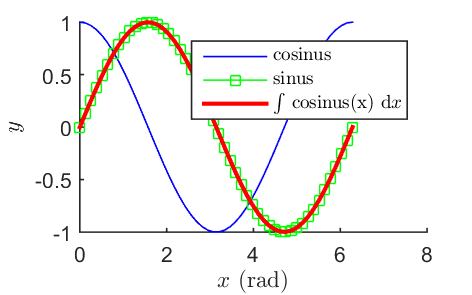 1
0.5
0
-0.5
-1
y
cosinus
sinus
∫ cosinus(x) dx
0 2 4 6 8
x (rad)